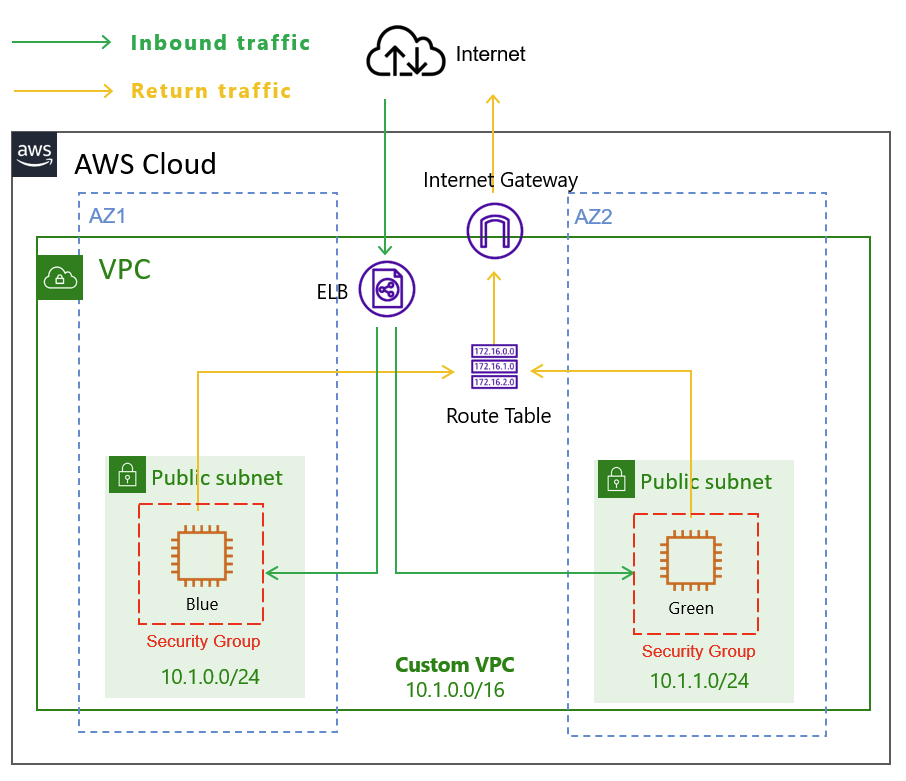 Inbound traffic
Internet
Return traffic
aws
AWS Cloud
Internet Gateway
AZ1
AZ2
VPC
ELB
172.16.0.0
172.16.1.0
172.16.2.0
Route Table
Public subnet
Public subnet
Blue
Green
Security Group
Security Group
10.1.0.0/24
Custom VPC
10.1.0.0/16
10.1.1.0/24